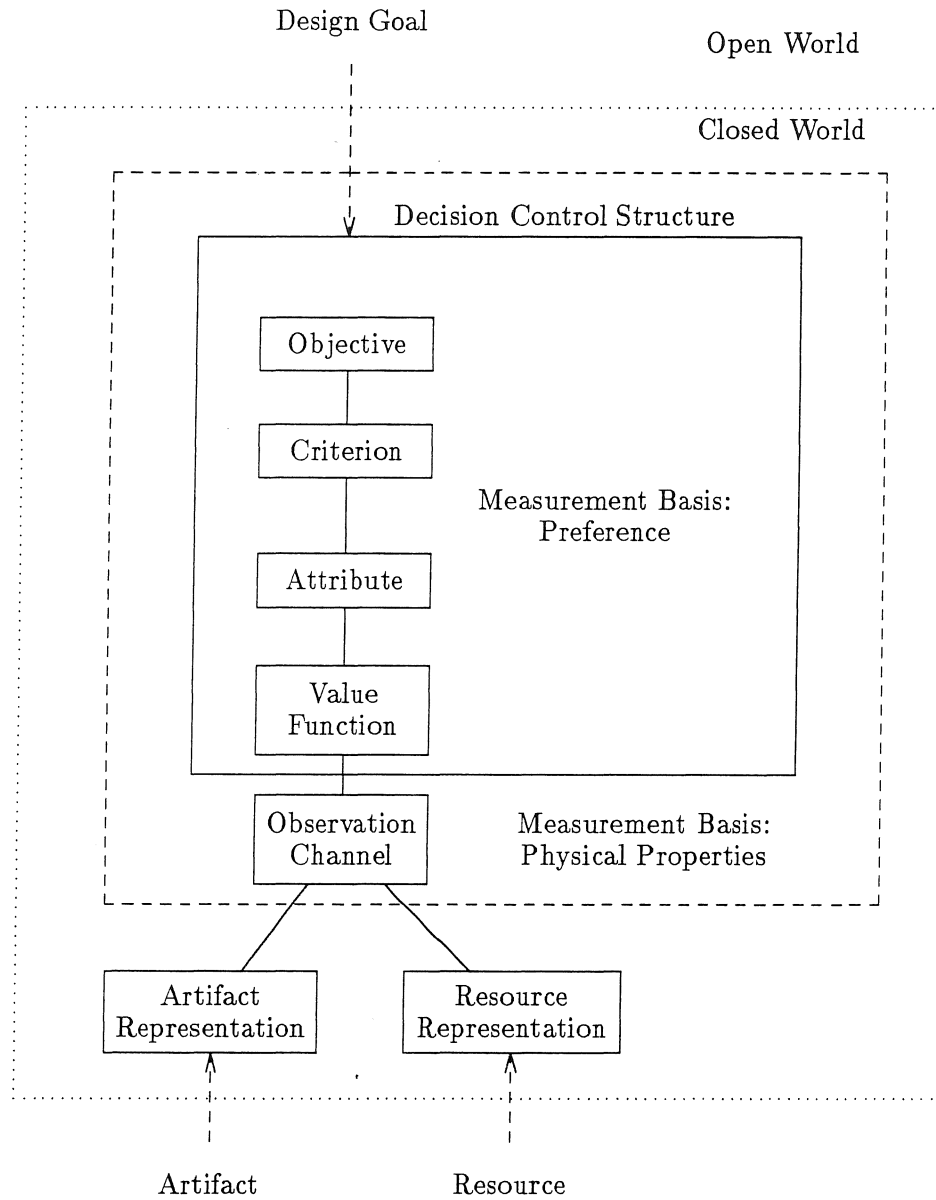 Design Goal
Open World
Closed World
Decision Control Structure
Objective
Criterion
Measurement Basis:
Preference
Attribute
Value
Function
Observation
Channel
Measurement Basis:
Physical Properties
Artifact
Representation
Resource
Representation
Artifact
Resource